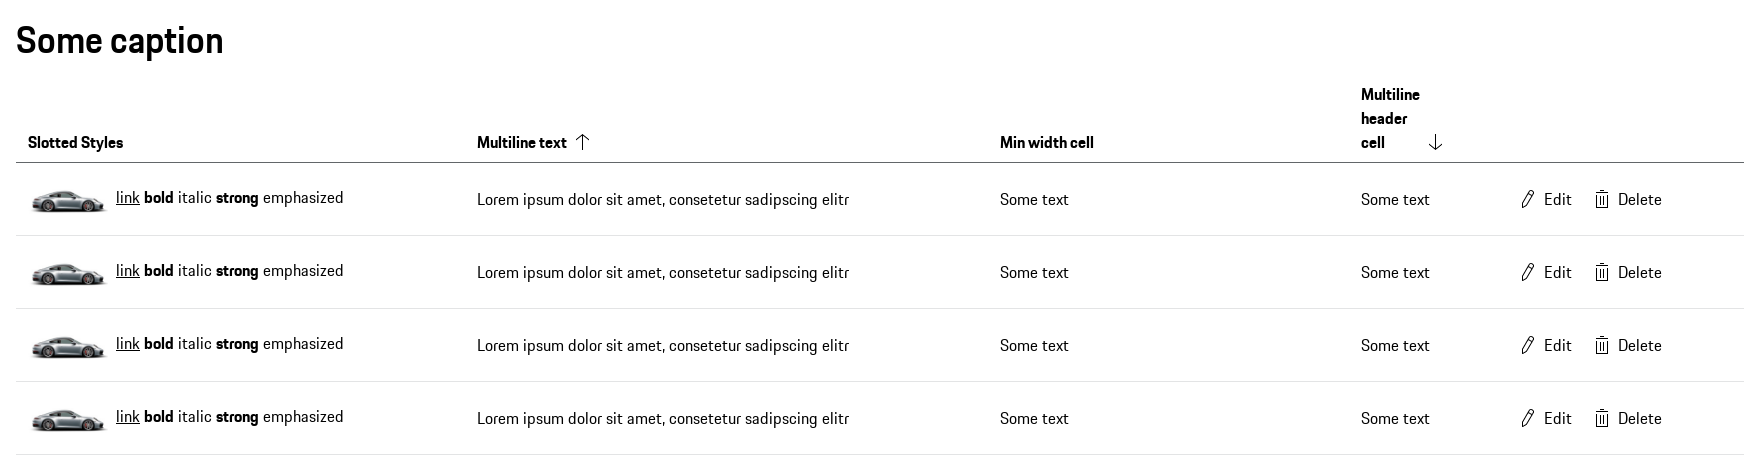 Some caption
Slotted Styles Multiline text Min width cell Multiline
header
cell
link bold italic strong emphasized Lorem ipsum dolor sit amet, consetetur sadipscing elitr Some text Some text Edit Delete
link bold italic strong emphasized Lorem ipsum dolor sit amet, consetetur sadipscing elitr Some text Some text Edit Delete
link bold italic strong emphasized Lorem ipsum dolor sit amet, consetetur sadipscing elitr Some text Some text Edit Delete
link bold italic strong emphasized Lorem ipsum dolor sit amet, consetetur sadipscing elitr Some text Some text Edit Delete